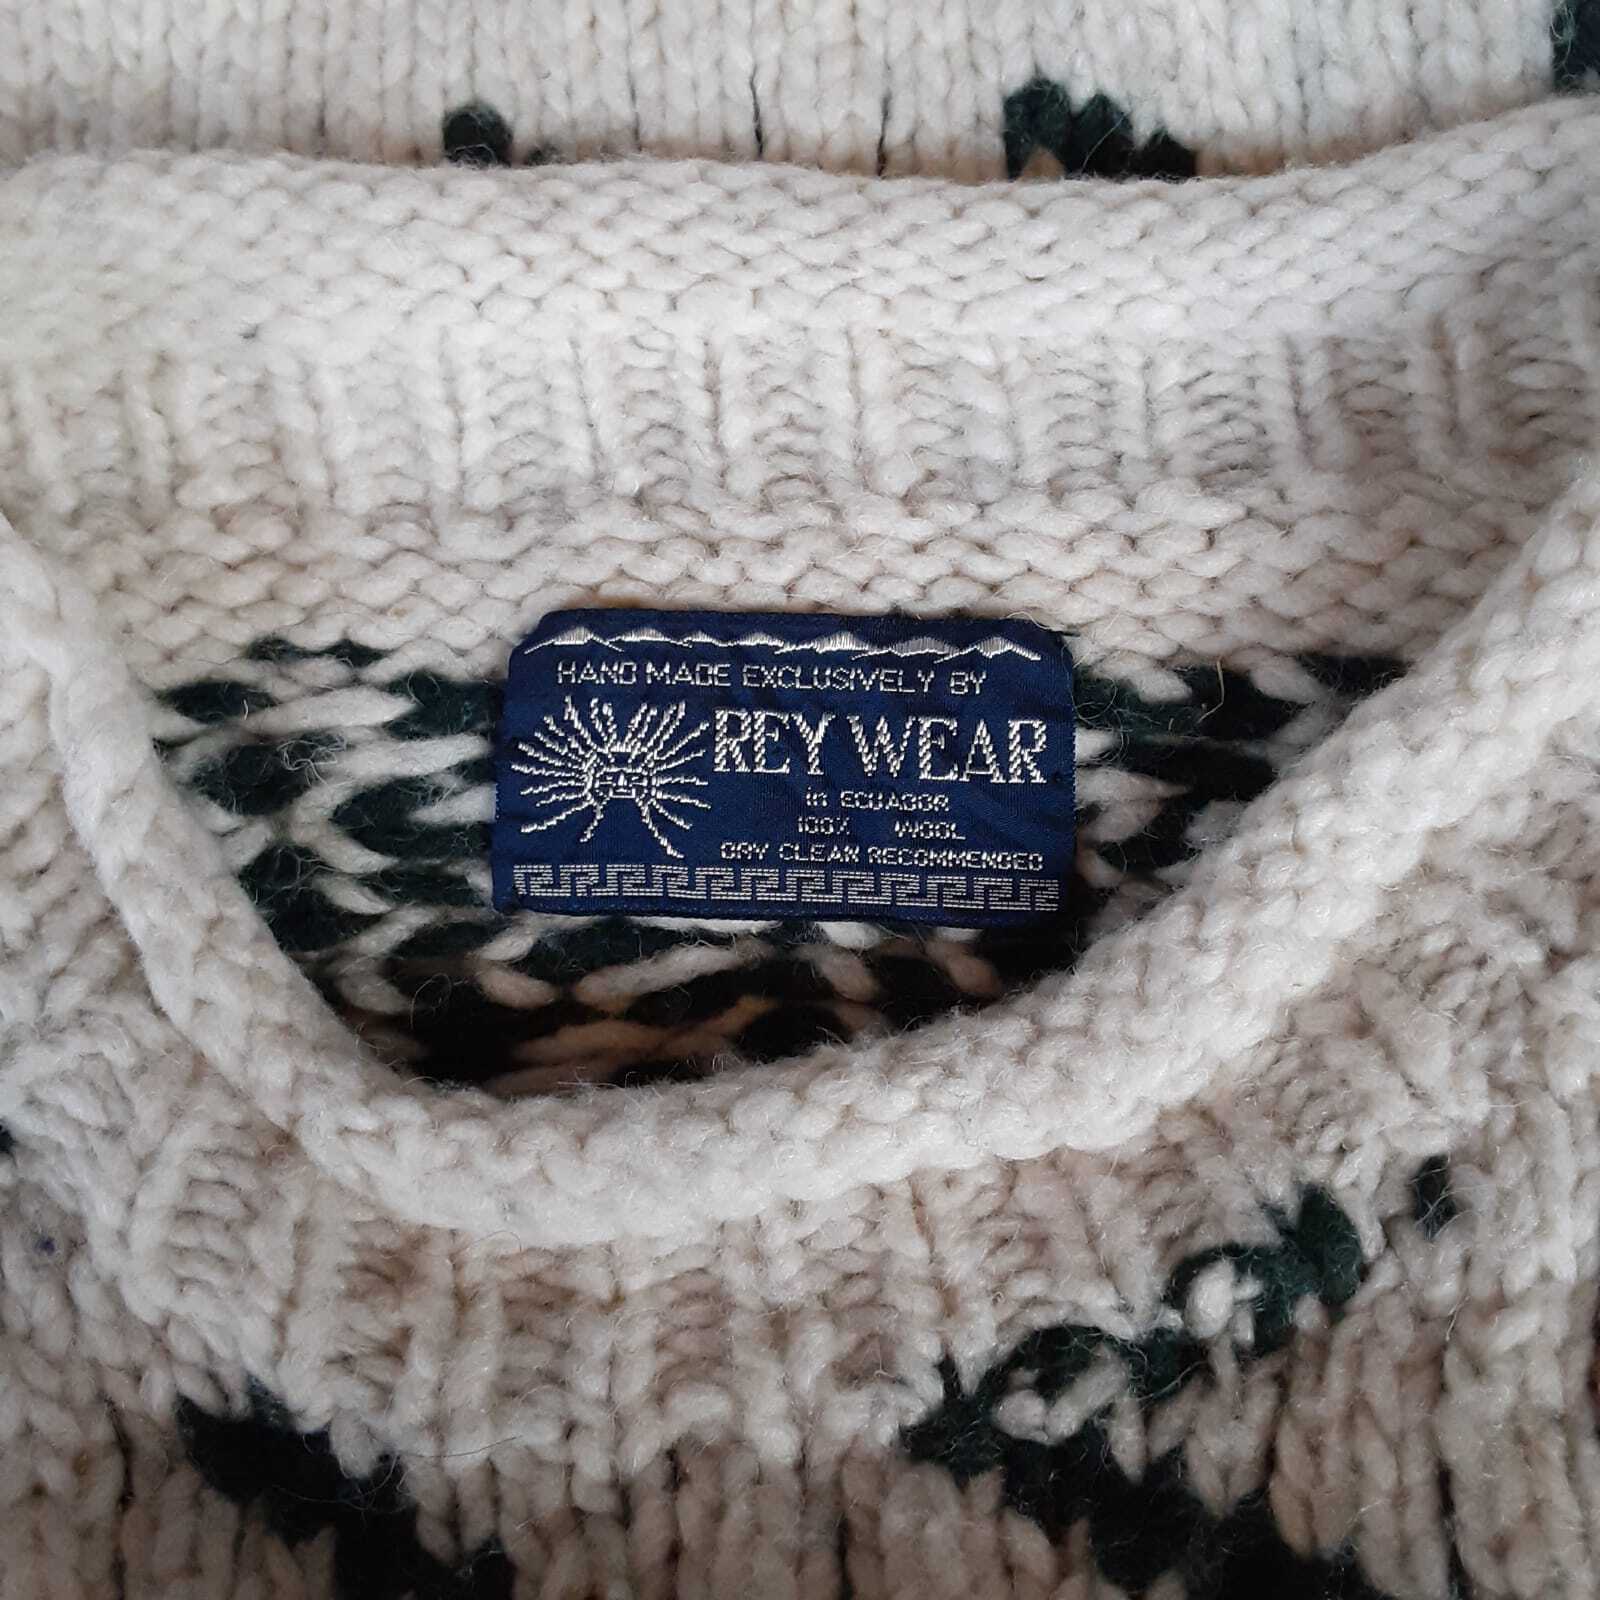 HAND MADE EXCLUSIVELY BY
REY WEAR
in ECUADOR
100% WOOL
DRY CLEAN RECOMMENDED